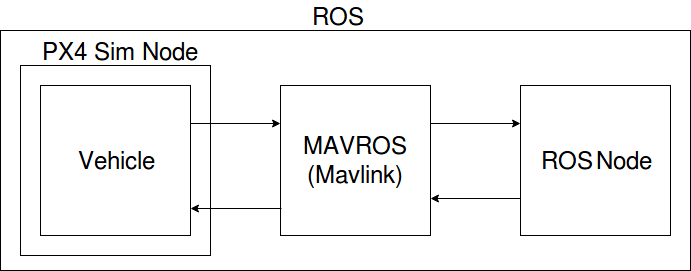 ROS
PX4 Sim Node
Vehicle
MAVROS
(Mavlink)
ROS Node